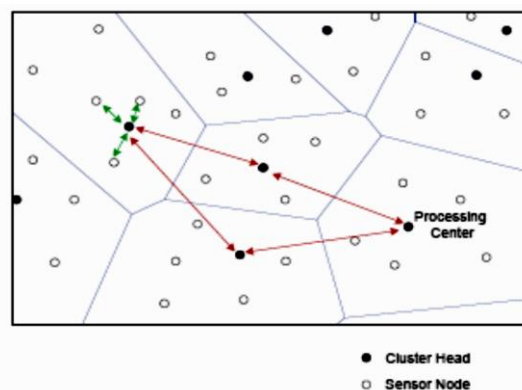 Processing
Center
Cluster Head
Sensor Node